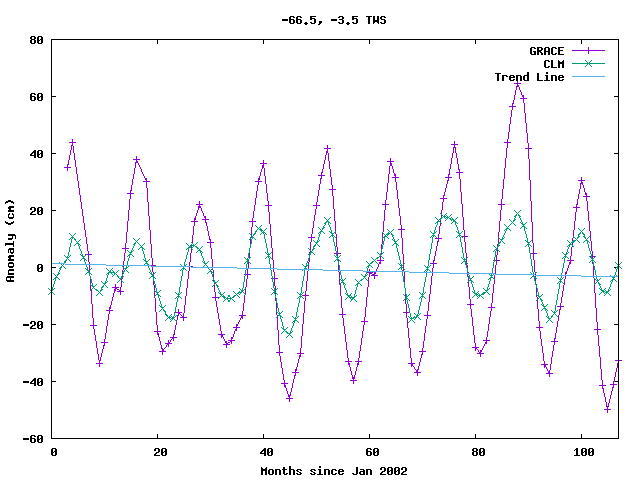 -66.5, -3.5 TWS
GRACE
CLM
Trend Line
80
60
40
20
0
-20
-40
-60
Anomaly (cm)
0 20 40 60 80 100
Months since Jan 2002